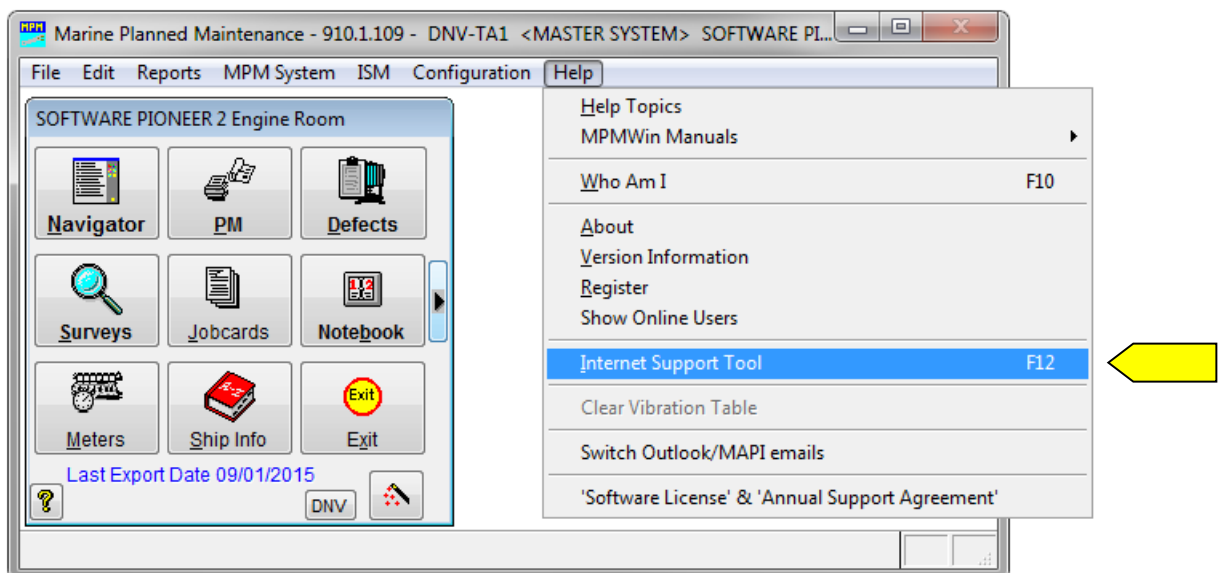 MPM
Marine Planned Maintenance - 910.1.109 - DNV-TA1 <MASTER SYSTEM> SOFTWARE PI...
File Edit Reports MPM System ISM Configuration Help
SOFTWARE PIONEER 2 Engine Room
Navigator PM Defects
Surveys Jobcards Notebook
Meters Ship Info Exit
Exit
A-Z
12
Last Export Date 09/01/2015
? DNV
Help Topics
MPMWin Manuals
Who Am I F10
About
Version Information
Register
Show Online Users
Internet Support Tool F12
Clear Vibration Table
Switch Outlook/MAPI emails
'Software License' & 'Annual Support Agreement'